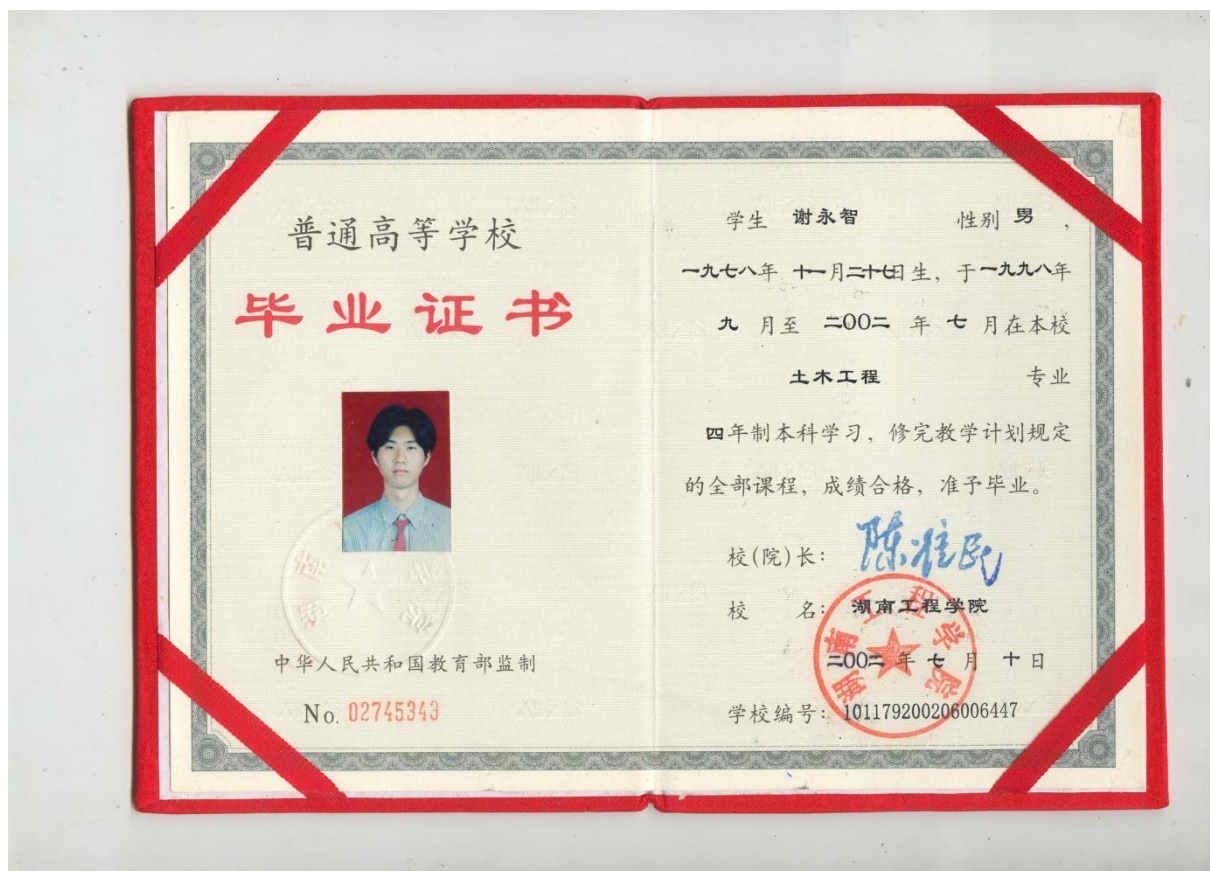 普通高等学校
毕业证书
中华人民共和国教育部监制
No. 02745343
学生 谢永智 性别 男,
一九七八年 十一月二十七日生, 于一九九八年
九 月至 二00二 年 七 月在本校
土木工程 专业
四年制本科学习, 修完教学计划规定
的全部课程, 成绩合格, 准予毕业。
校(院)长:
校 名: 湖南工程学院
二00二 年 七 月 十 日
学校编号: 101179200206006447
湖南工程学院